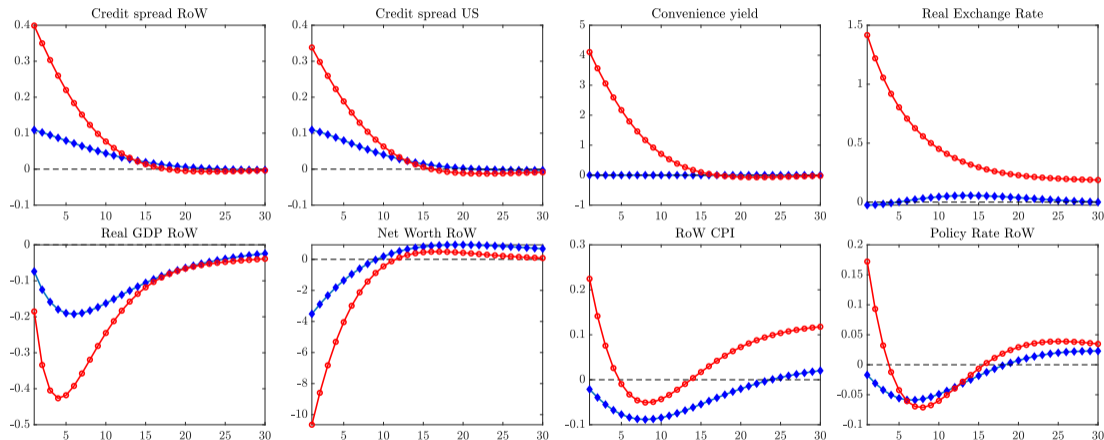 Credit spread RoW
0.4
0.3
0.2
0.1
0
-0.1
5 10 15 20 25 30
Credit spread US
0.4
0.3
0.2
0.1
0
-0.1
5 10 15 20 25 30
Convenience yield
5
4
3
2
1
0
-1
5 10 15 20 25 30
Real Exchange Rate
1.5
1
0.5
0
5 10 15 20 25 30
Real GDP RoW
0
-0.1
-0.2
-0.3
-0.4
-0.5
5 10 15 20 25 30
Net Worth RoW
0
-2
-4
-6
-8
-10
5 10 15 20 25 30
RoW CPI
0.3
0.2
0.1
0
-0.1
5 10 15 20 25 30
Policy Rate RoW
0.2
0.15
0.1
0.05
0
-0.05
-0.1
5 10 15 20 25 30